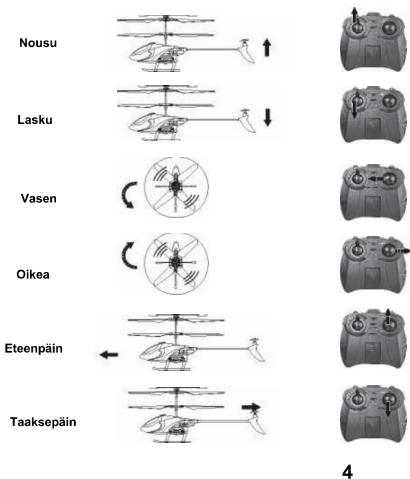 Nousu
Lasku
Vasen
Oikea
Eteenpäin
Taaksepäin
4